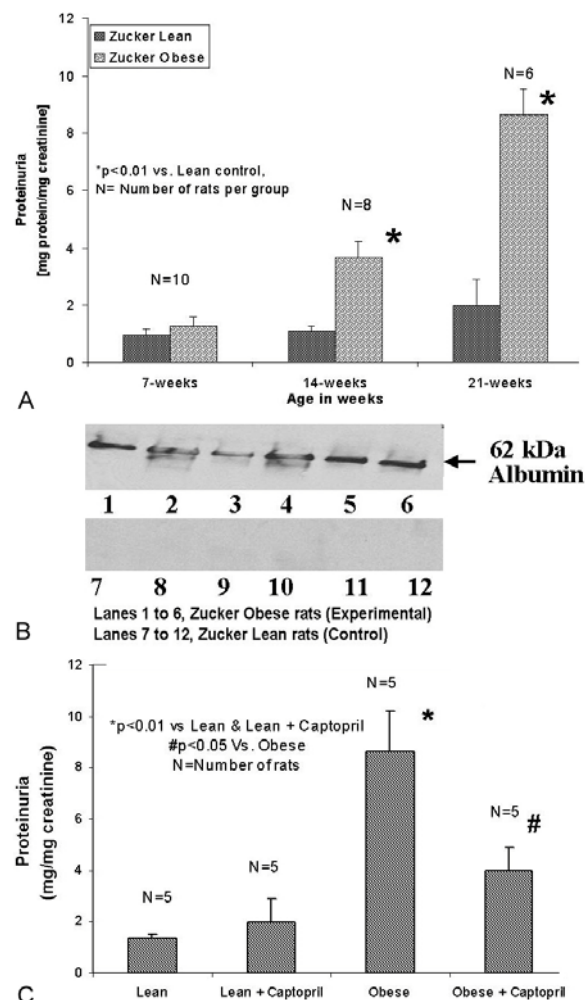 Zucker Lean
Zucker Obese
12
10
8
6
4
2
0
Proteinuria
[mg protein/mg creatinine]
*p<0.01 vs. Lean control,
N= Number of rats per group
N=10
N=8
*
N=6
*
7-weeks 14-weeks 21-weeks
Age in weeks
A
62 kDa
Albumin
1 2 3 4 5 6
7 8 9 10 11 12
Lanes 1 to 6, Zucker Obese rats (Experimental)
Lanes 7 to 12, Zucker Lean rats (Control)
B
12
10
8
6
4
2
0
Proteinuria
(mg/mg creatinine)
*p<0.01 vs Lean & Lean + Captopril
#p<0.05 Vs. Obese
N=Number of rats
N=5
N=5
N=5
*
N=5
#
Lean Lean + Captopril Obese Obese + Captopril
C